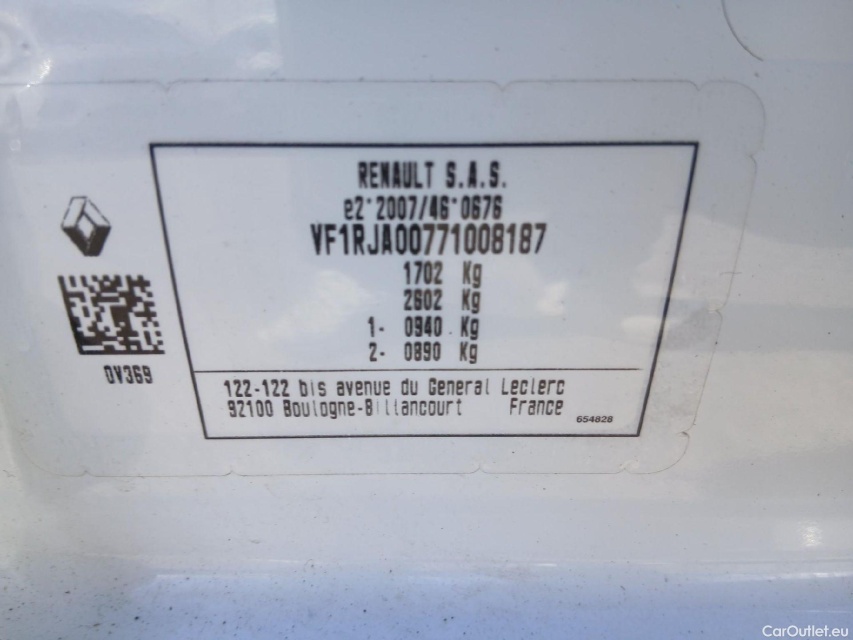 RENAULT S.A.S.
e2*2007/46*0676
VF1RJA00771008187
1702 Kg
2602 Kg
1- 0940 Kg
2- 0890 Kg
0V369
122-122 bis avenue du General Leclerc
92100 Boulogne-Billancourt France
654828
CarOutlet.eu